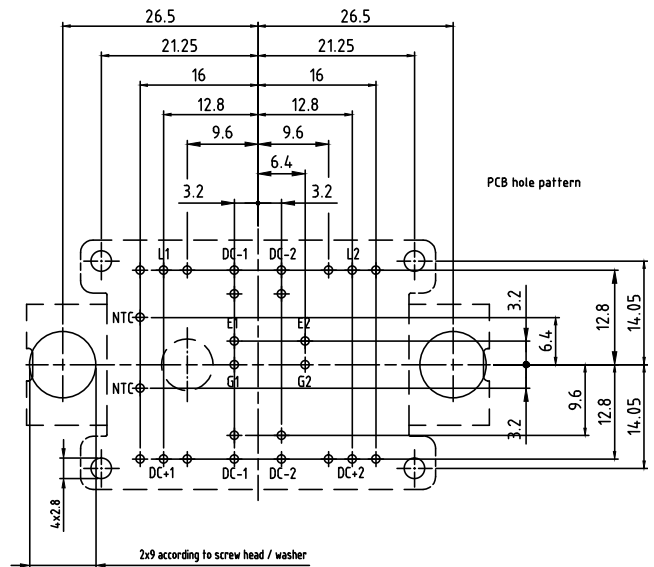 26.5 26.5
21.25 21.25
16 16
12.8 12.8
9.6 9.6
6.4
3.2 3.2
PCB hole pattern
L1 DC-1 DC-2 L2
NTC
E1 E2
G1 G2
NTC
DC+1 DC-1 DC-2 DC+2
3.2
6.4
12.8
14.05
3.2
9.6
12.8
14.05
4x2.8
2x9 according to screw head / washer